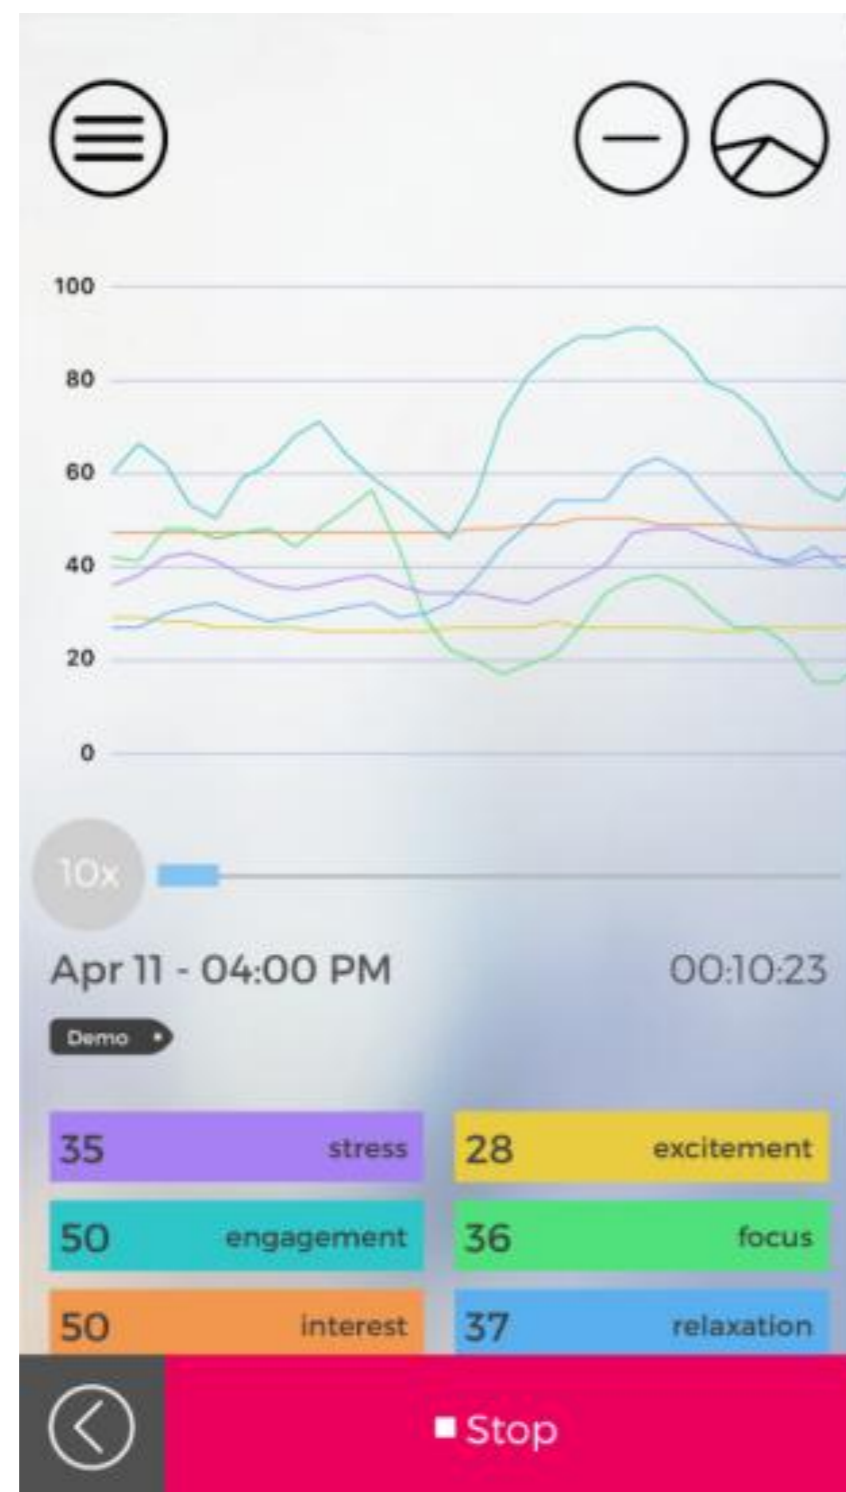 100
80
60
40
20
0
10x
Apr 11 - 04:00 PM 00:10:23
Demo
35 stress 28 excitement
50 engagement 36 focus
50 interest 37 relaxation
Stop